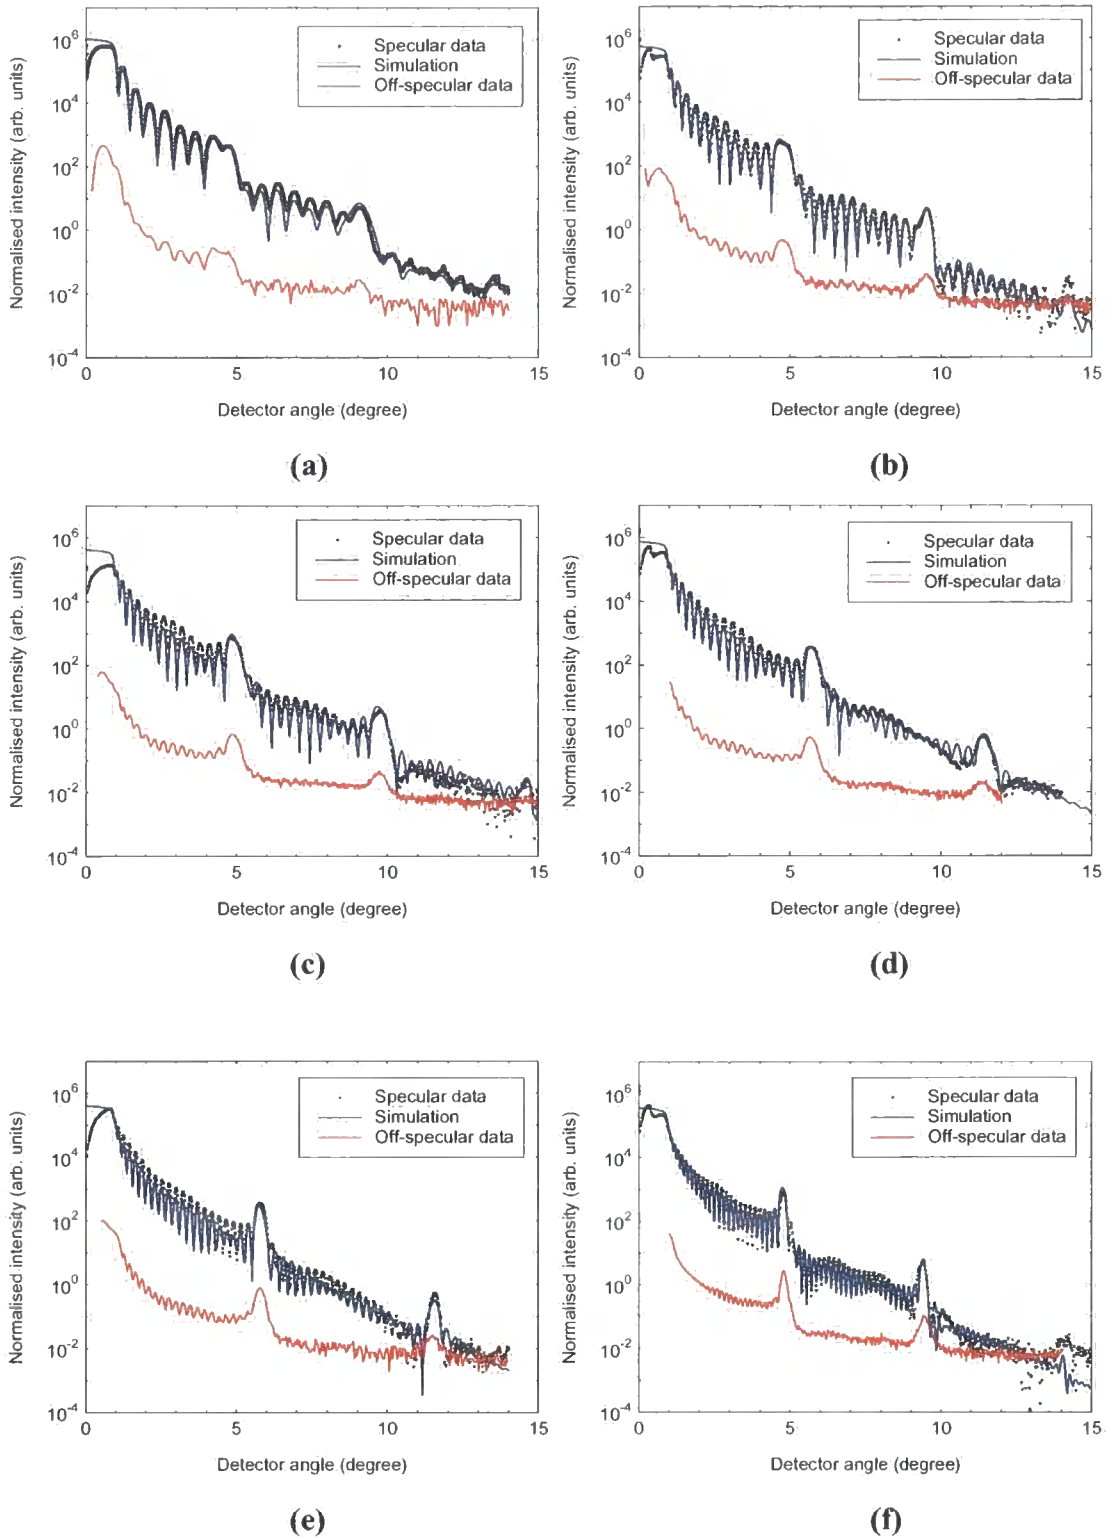 Specular data
Simulation
Off-specular data
Normalised intensity (arb. units)
10^6
10^4
10^2
10^0
10^-2
10^-4
0 5 10 15
Detector angle (degree)
(a)
Specular data
Simulation
Off-specular data
Normalised intensity (arb. units)
10^6
10^4
10^2
10^0
10^-2
10^-4
0 5 10 15
Detector angle (degree)
(b)
Specular data
Simulation
Off-specular data
Normalised intensity (arb. units)
10^6
10^4
10^2
10^0
10^-2
10^-4
0 5 10 15
Detector angle (degree)
(c)
Specular data
Simulation
Off-specular data
Normalised intensity (arb. units)
10^6
10^4
10^2
10^0
10^-2
10^-4
0 5 10 15
Detector angle (degree)
(d)
Specular data
Simulation
Off-specular data
Normalised intensity (arb. units)
10^6
10^4
10^2
10^0
10^-2
10^-4
0 5 10 15
Detector angle (degree)
(e)
Specular data
Simulation
Off-specular data
Normalised intensity (arb. units)
10^6
10^4
10^2
10^0
10^-2
10^-4
0 5 10 15
Detector angle (degree)
(f)